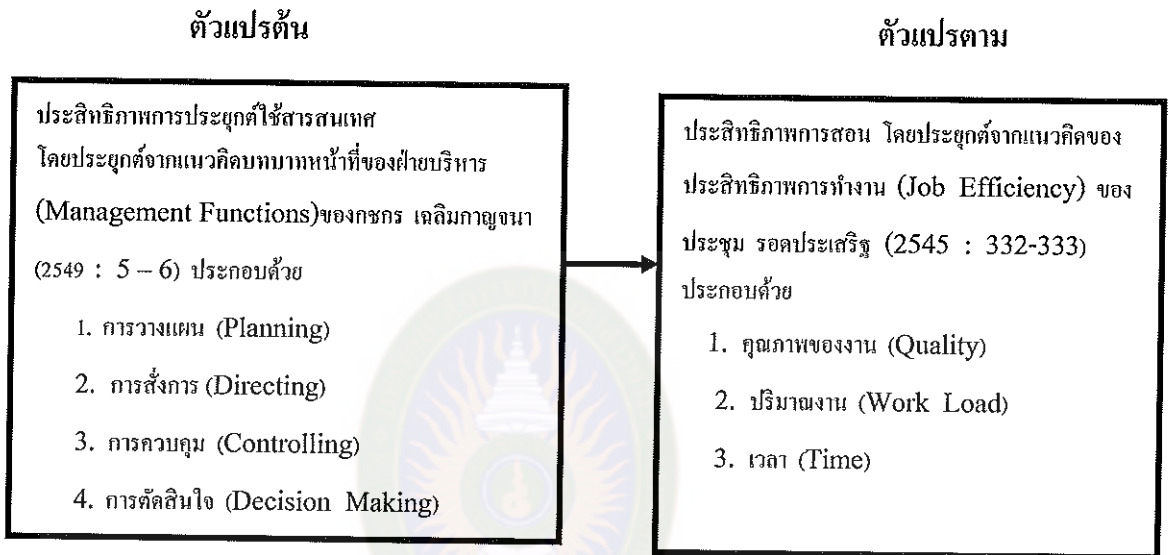 ตัวแปรต้น
ประสิทธิภาพการประยุกต์ใช้สารสนเทศ
โดยประยุกต์จากแนวคิดบทบาทหน้าที่ของฝ่ายบริหาร
(Management Functions)ของกชกร เฉลิมกาญจนา
(2549 : 5 – 6) ประกอบด้วย
1. การวางแผน (Planning)
2. การสั่งการ (Directing)
3. การควบคุม (Controlling)
4. การตัดสินใจ (Decision Making)
ตัวแปรตาม
ประสิทธิภาพการสอน โดยประยุกต์จากแนวคิดของ
ประสิทธิภาพการทำงาน (Job Efficiency) ของ
ประชุม รอดประเสริฐ (2545 : 332-333)
ประกอบด้วย
1. คุณภาพของงาน (Quality)
2. ปริมาณงาน (Work Load)
3. เวลา (Time)